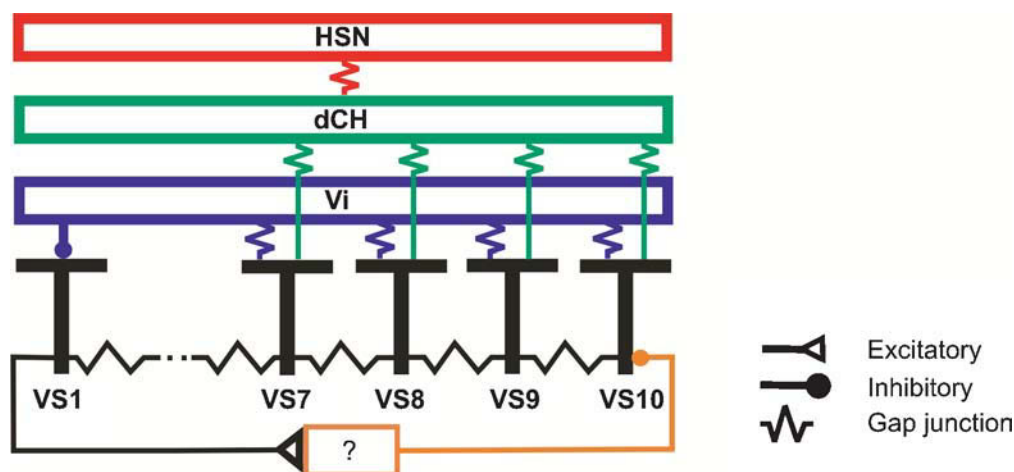 HSN
dCH
Vi
VS1 VS7 VS8 VS9 VS10
?
Excitatory
Inhibitory
Gap junction